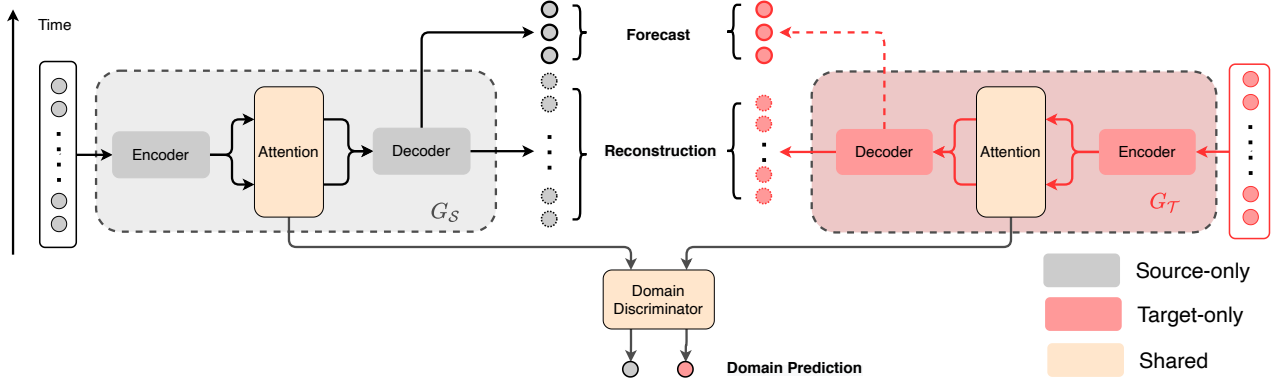 Time
Forecast
Encoder
Attention
Decoder
Reconstruction
Decoder
Attention
Encoder
G_S
G_T
Domain
Discriminator
Domain Prediction
Source-only
Target-only
Shared